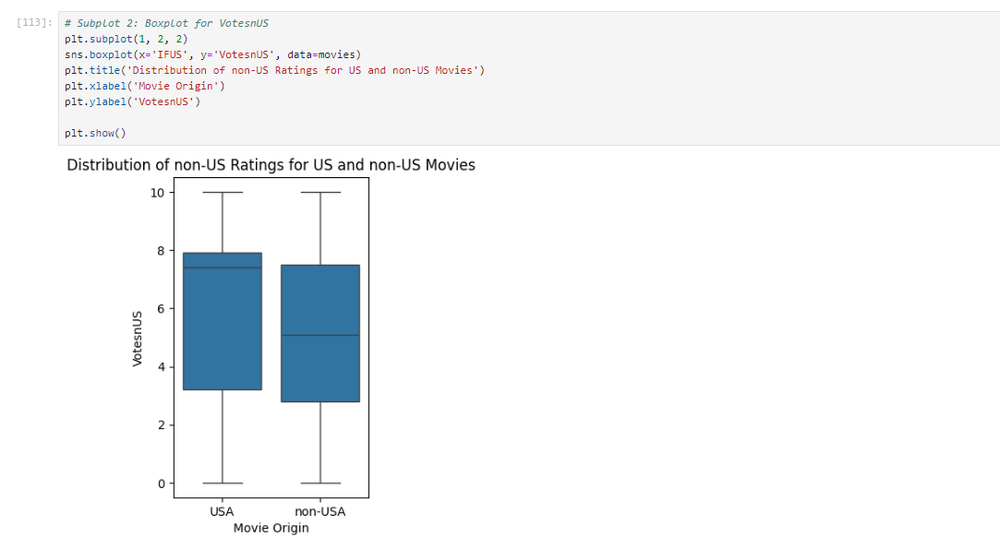 [113]: # Subplot 2: Boxplot for VotesnUS
plt.subplot(1, 2, 2)
sns.boxplot(x='IFUS', y='VotesnUS', data=movies)
plt.title('Distribution of non-US Ratings for US and non-US Movies')
plt.xlabel('Movie Origin')
plt.ylabel('VotesnUS')
plt.show()
Distribution of non-US Ratings for US and non-US Movies
10
8
6
VotesnUS
4
2
0
USA non-USA
Movie Origin